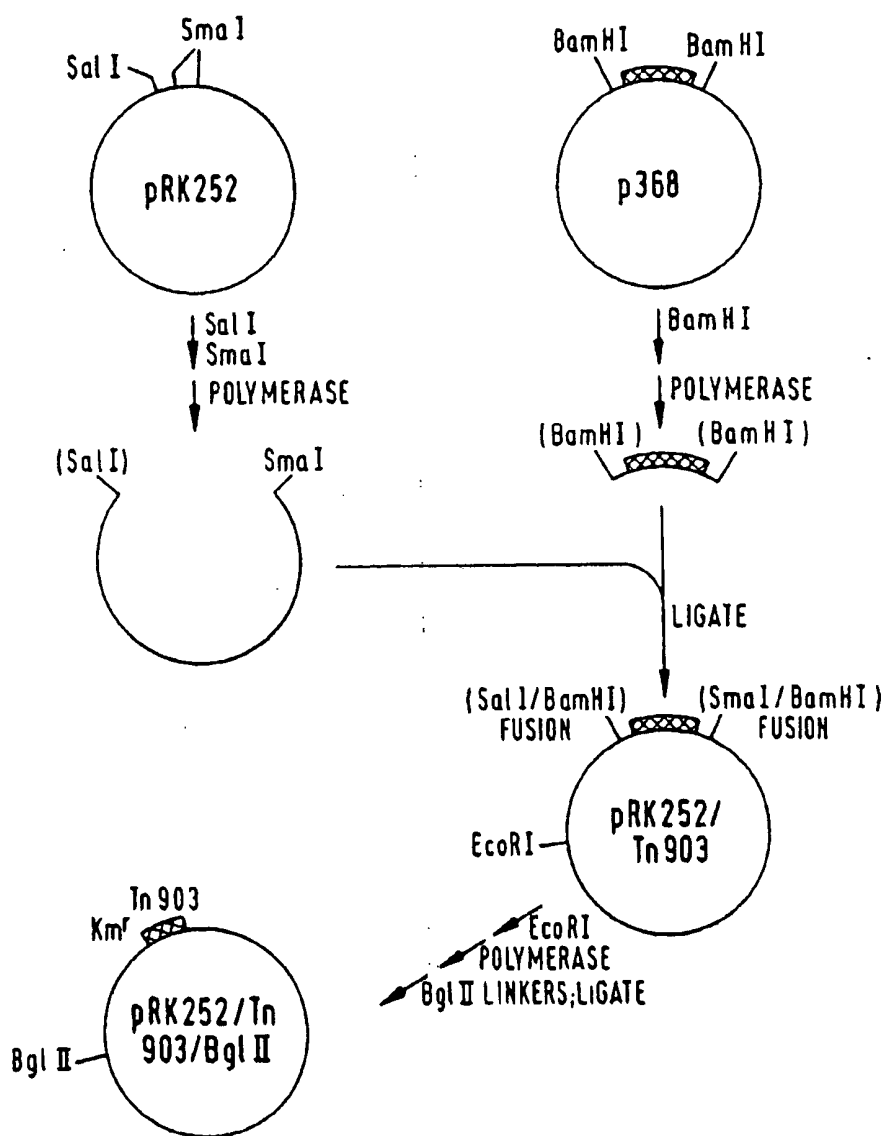 Sma I
Sal I
pRK252
Sal I
Sma I
POLYMERASE
(Sal I)
Sma I
BamHI
BamHI
p368
BamHI
POLYMERASE
(BamHI)
(BamHI)
LIGATE
(Sal I/BamHI)
FUSION
(Sma I/BamHI)
FUSION
pRK252/
Tn903
EcoRI
EcoRI
POLYMERASE
Bgl II LINKERS; LIGATE
Tn 903
Kmr
pRK252/Tn
903/Bgl II
Bgl II